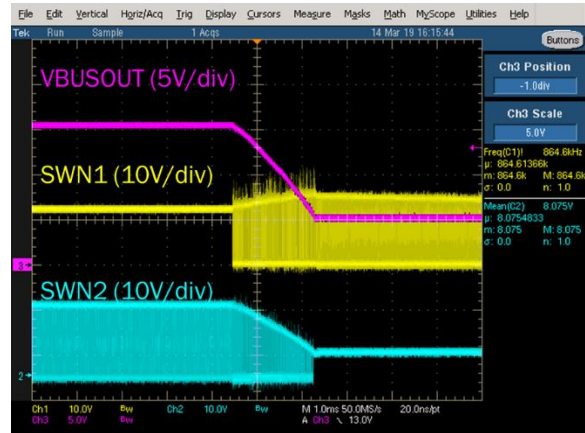 File Edit Vertical Horiz/Acq Trig Display Cursors Measure Masks Math MyScope Utilities Help
Tek Run Sample 1 Acqs 14 Mar 19 16:15:44
Buttons
VBUSOUT (5V/div)
Ch3 Position
-1.0div
Ch3 Scale
5.0V
SWN1 (10V/div)
Freq(C1)! 864.6kHz
µ: 864.61366k
m: 864.6k M: 864.6k
σ: 0.0 n: 1.0
Mean(C2) 8.075V
µ: 8.0754833
m: 8.075 M: 8.075
σ: 0.0 n: 1.0
3
SWN2 (10V/div)
2
Ch1 10.0V Bw Ch2 10.0V Bw M 1.0ms 50.0MS/s 20.0ns/pt
Ch3 5.0V Bw A Ch3 \ 13.0V